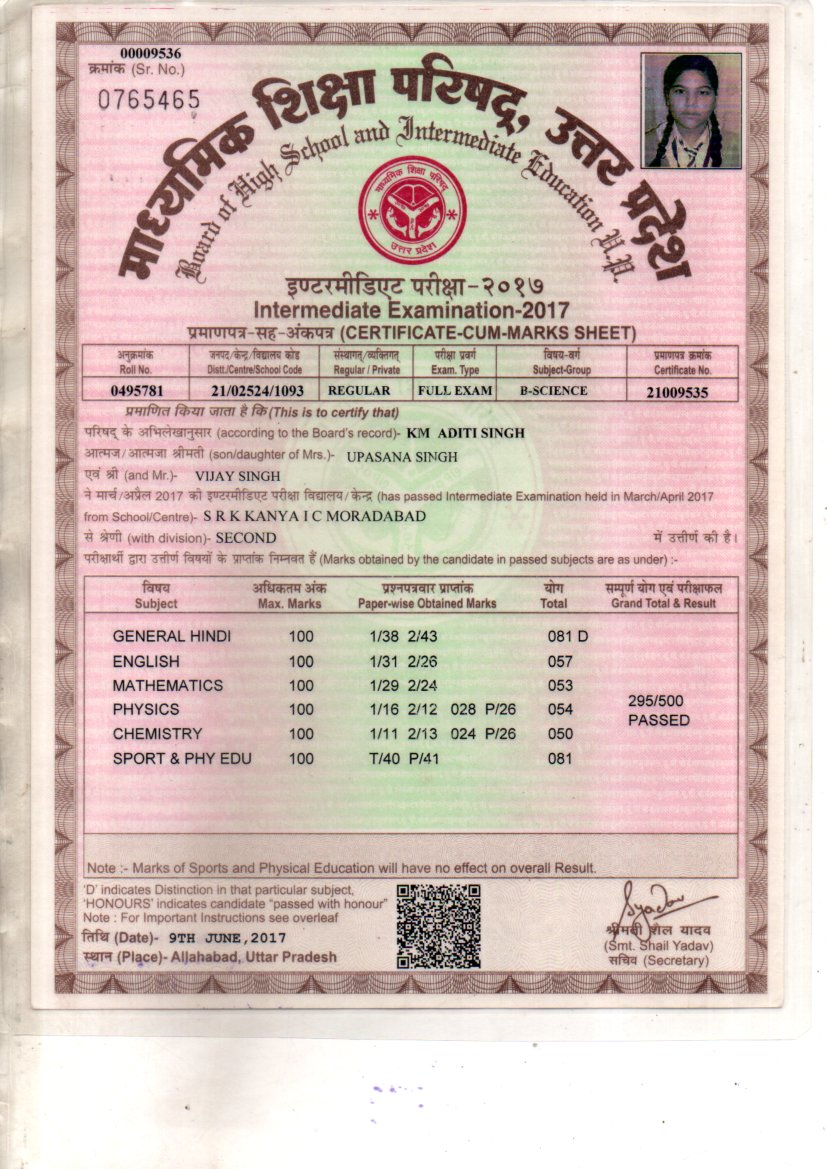 00009536
क्रमांक (Sr. No.)
0765465
माध्यमिक शिक्षा परिषद्, उत्तर प्रदेश
Board of High School and Intermediate Education U.P.
माध्यमिक शिक्षा परिषद्
उत्तर प्रदेश
इण्टरमीडिएट परीक्षा-२०१७
Intermediate Examination-2017
प्रमाणपत्र-सह-अंकपत्र (CERTIFICATE-CUM-MARKS SHEET)
अनुक्रमांक जनपद/केन्द्र/विद्यालय कोड संस्थागत्/व्यक्तिगत् परीक्षा प्रवर्ग विषय-वर्ग प्रमाणपत्र क्रमांक
Roll No. Distt./Centre/School Code Regular / Private Exam. Type Subject-Group Certificate No.
0495781 21/02524/1093 REGULAR FULL EXAM B-SCIENCE 21009535
प्रमाणित किया जाता है कि (This is to certify that)
परिषद् के अभिलेखानुसार (according to the Board's record)- KM ADITI SINGH
आत्मज/आत्मजा श्रीमती (son/daughter of Mrs.)- UPASANA SINGH
एवं श्री (and Mr.)- VIJAY SINGH
ने मार्च/अप्रैल 2017 को इण्टरमीडिएट परीक्षा विद्यालय/केन्द्र (has passed Intermediate Examination held in March/April 2017
from School/Centre)- S R K KANYA I C MORADABAD
से श्रेणी (with division)- SECOND में उत्तीर्ण की है।
परीक्षार्थी द्वारा उत्तीर्ण विषयों के प्राप्तांक निम्नवत हैं (Marks obtained by the candidate in passed subjects are as under) :-
विषय अधिकतम अंक प्रश्नपत्रवार प्राप्तांक योग सम्पूर्ण योग एवं परीक्षाफल
Subject Max. Marks Paper-wise Obtained Marks Total Grand Total & Result
GENERAL HINDI 100 1/38 2/43 081 D
ENGLISH 100 1/31 2/26 057
MATHEMATICS 100 1/29 2/24 053
PHYSICS 100 1/16 2/12 028 P/26 054
295/500
PASSED
CHEMISTRY 100 1/11 2/13 024 P/26 050
SPORT & PHY EDU 100 T/40 P/41 081
Note :- Marks of Sports and Physical Education will have no effect on overall Result.
'D' indicates Distinction in that particular subject,
'HONOURS' indicates candidate "passed with honour"
Note : For Important Instructions see overleaf
तिथि (Date)- 9TH JUNE,2017
स्थान (Place)- Allahabad, Uttar Pradesh
Syadav
श्रीमती शैल यादव
(Smt. Shail Yadav)
सचिव (Secretary)